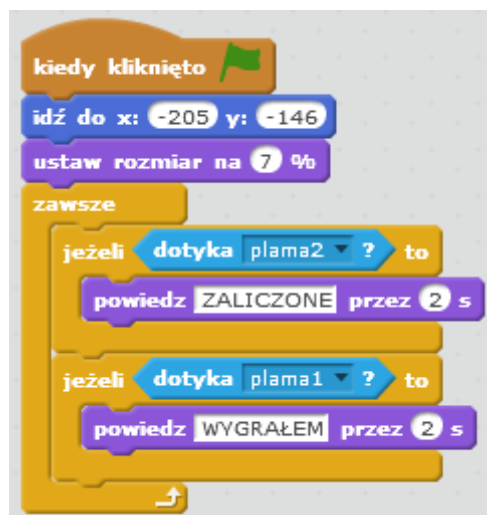 kiedy kliknięto
idź do x: -205 y: -146
ustaw rozmiar na 7 %
zawsze
jeżeli dotyka plama2 ? to
powiedz ZALICZONE przez 2 s
jeżeli dotyka plama1 ? to
powiedz WYGRAŁEM przez 2 s